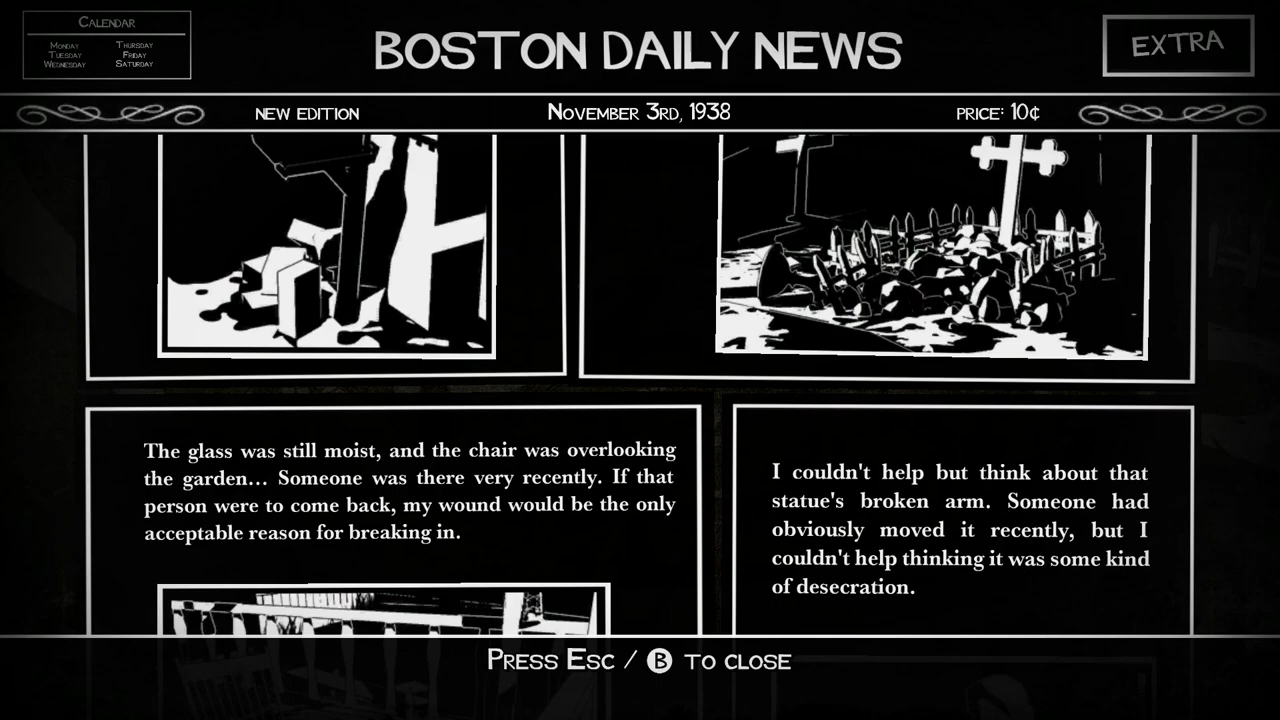 CALENDAR
MONDAY THURSDAY
TUESDAY FRIDAY
WEDNESDAY SATURDAY
BOSTON DAILY NEWS
EXTRA
NEW EDITION
NOVEMBER 3RD, 1938
PRICE: 10¢
The glass was still moist, and the chair was overlooking
the garden... Someone was there very recently. If that
person were to come back, my wound would be the only
acceptable reason for breaking in.
I couldn't help but think about that
statue's broken arm. Someone had
obviously moved it recently, but I
couldn't help thinking it was some kind
of desecration.
PRESS ESC / B TO CLOSE